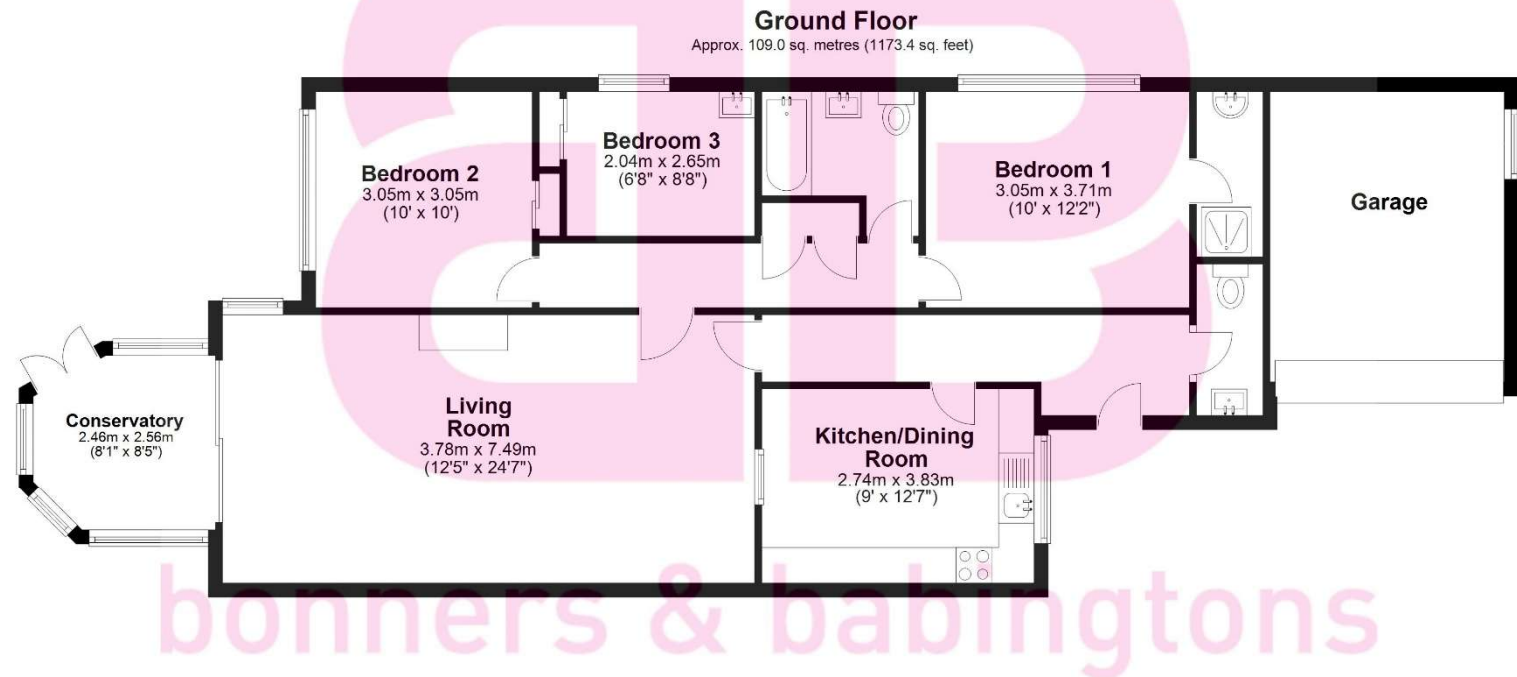 Ground Floor
Approx. 109.0 sq. metres (1173.4 sq. feet)
Bedroom 2
3.05m x 3.05m
(10' x 10')
Bedroom 3
2.04m x 2.65m
(6'8" x 8'8")
Bedroom 1
3.05m x 3.71m
(10' x 12'2")
Garage
Conservatory
2.46m x 2.56m
(8'1" x 8'5")
Living
Room
3.78m x 7.49m
(12'5" x 24'7")
Kitchen/Dining
Room
2.74m x 3.83m
(9' x 12'7")
bonners & babingtons